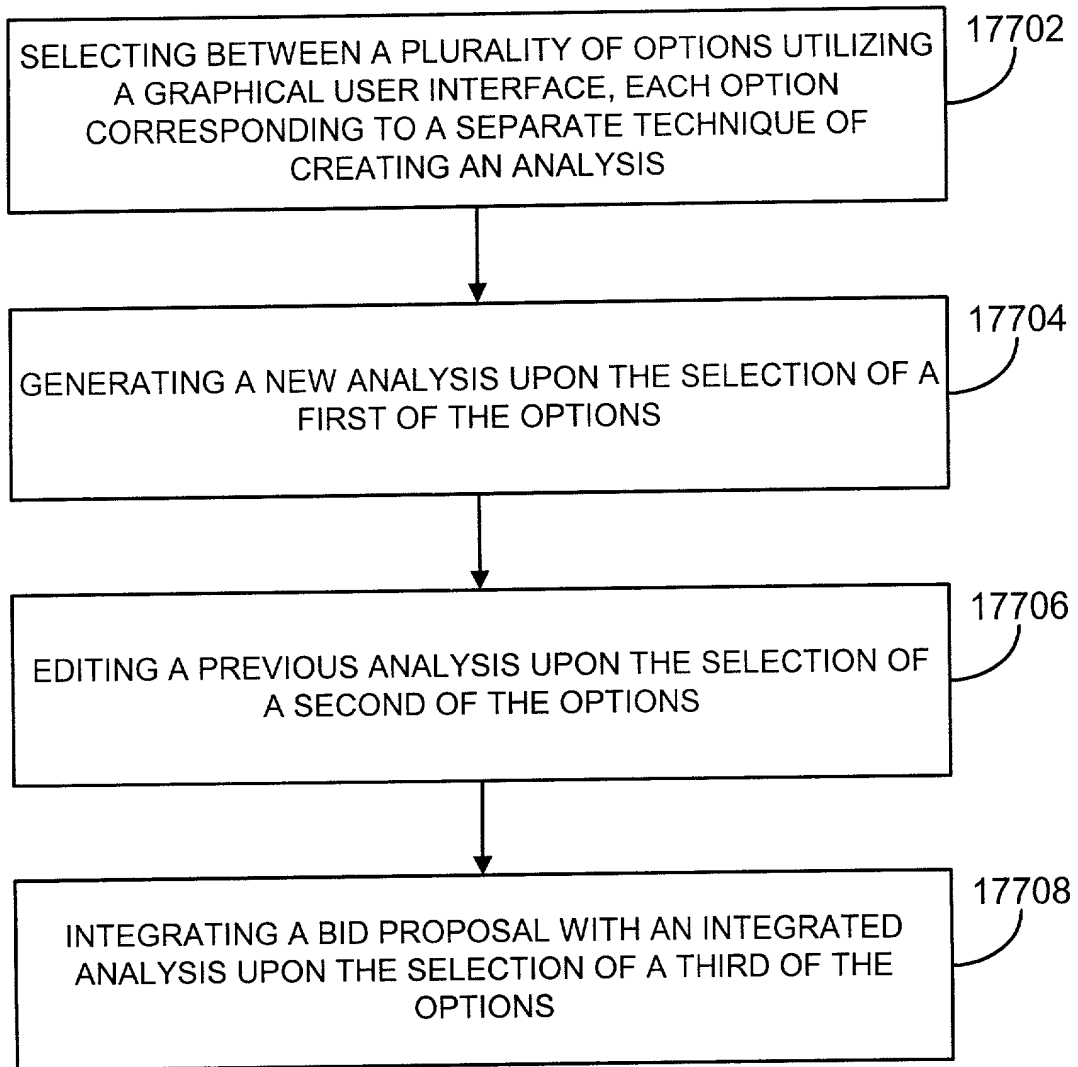 SELECTING BETWEEN A PLURALITY OF OPTIONS UTILIZING
A GRAPHICAL USER INTERFACE, EACH OPTION
CORRESPONDING TO A SEPARATE TECHNIQUE OF
CREATING AN ANALYSIS
17702
GENERATING A NEW ANALYSIS UPON THE SELECTION OF A
FIRST OF THE OPTIONS
17704
EDITING A PREVIOUS ANALYSIS UPON THE SELECTION OF
A SECOND OF THE OPTIONS
17706
INTEGRATING A BID PROPOSAL WITH AN INTEGRATED
ANALYSIS UPON THE SELECTION OF A THIRD OF THE
OPTIONS
17708